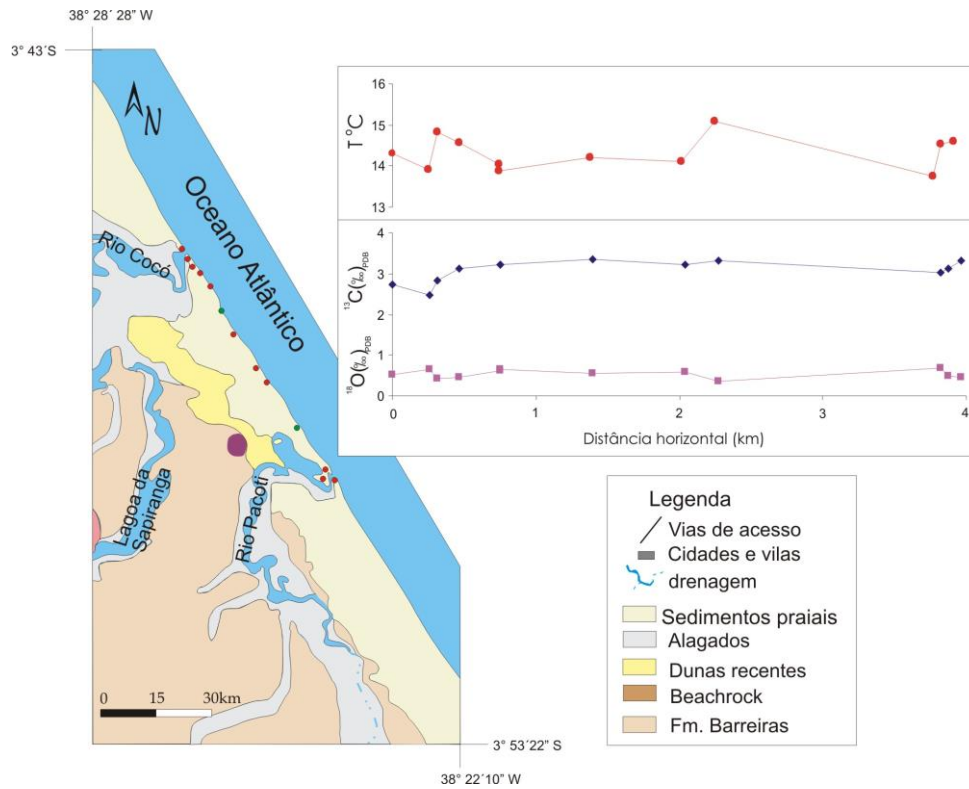 38° 28´ 28” W
3° 43´S
N
Oceano Atlântico
Rio Cocó
Lagoa da
Sapiranga
Rio Pacoti
0 15 30km
3° 53´22” S
38° 22´10” W
T °C
16
15
14
13
¹³C(‰)PDB
4
3
2
1
0
¹⁸O(‰)PDB
0 1 2 3 4
Distância horizontal (km)
Legenda
Vias de acesso
Cidades e vilas
drenagem
Sedimentos praiais
Alagados
Dunas recentes
Beachrock
Fm. Barreiras